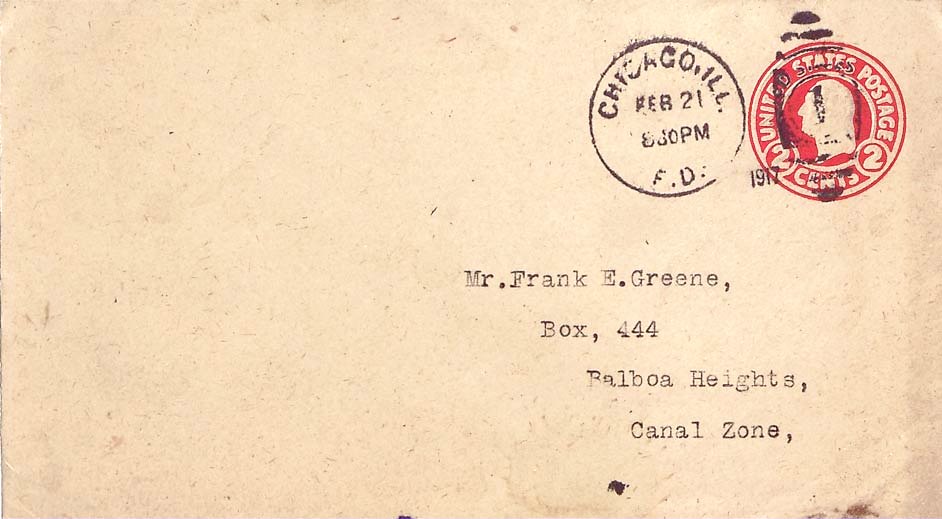 CHICAGO, ILL.
FEB 21
830PM
F.D.
1917
UNITED STATES POSTAGE
2 CENTS 2
Mr.Frank E.Greene,
Box, 444
Balboa Heights,
Canal Zone,